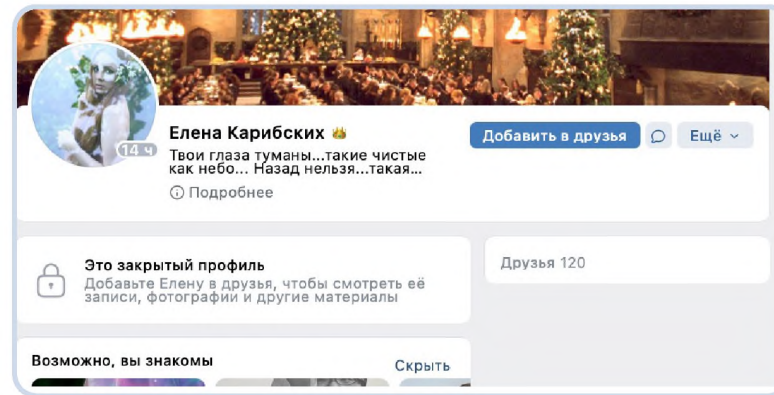 14 ч
Елена Карибских
Добавить в друзья
Ещё
Твои глаза туманы...такие чистые
как небо... Назад нельзя...такая...
Подробнее
Это закрытый профиль
Добавьте Елену в друзья, чтобы смотреть её
записи, фотографии и другие материалы
Друзья 120
Возможно, вы знакомы
Скрыть